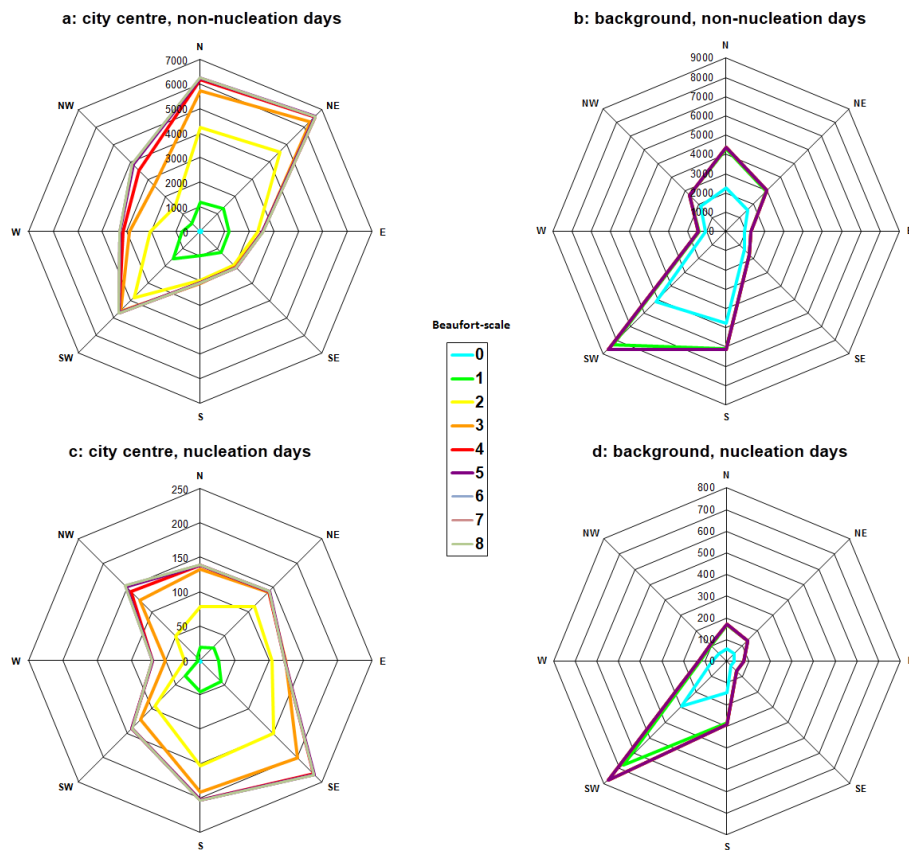 a: city centre, non-nucleation days
N
7000
6000
5000
4000
3000
2000
1000
0
NW
NE
W
E
SW
SE
S
b: background, non-nucleation days
N
9000
8000
7000
6000
5000
4000
3000
2000
1000
0
NW
NE
W
SW
SE
S
Beaufort-scale
0
1
2
3
4
5
6
7
8
c: city centre, nucleation days
N
250
200
150
100
50
0
NW
NE
W
E
SW
SE
S
d: background, nucleation days
N
800
700
600
500
400
300
200
100
0
NW
NE
W
SW
SE
S